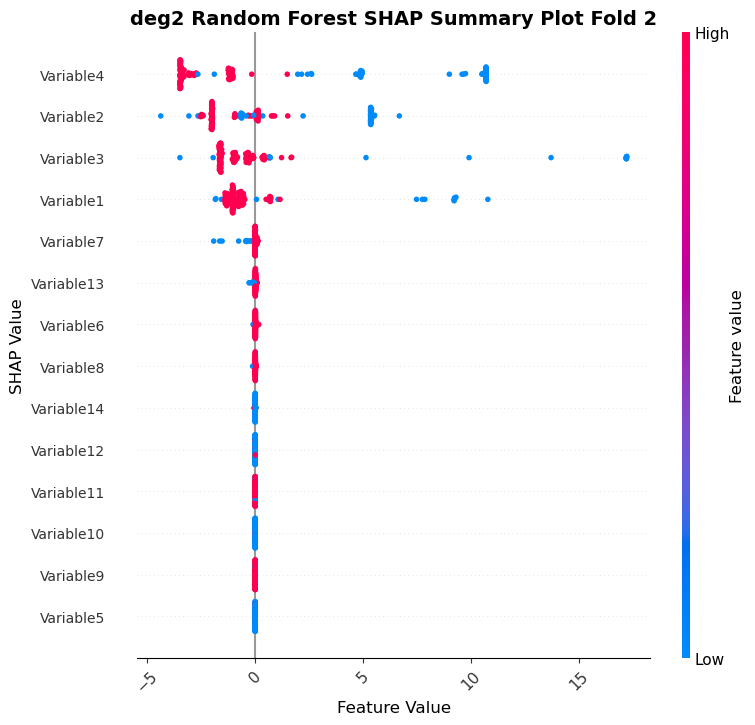 deg2 Random Forest SHAP Summary Plot Fold 2
High
Variable4
Variable2
Variable3
Variable1
Variable7
Variable13
Variable6
Variable8
Variable14
Variable12
Variable11
Variable10
Variable9
Variable5
SHAP Value
Feature value
Low
−5
0
5
10
15
Feature Value